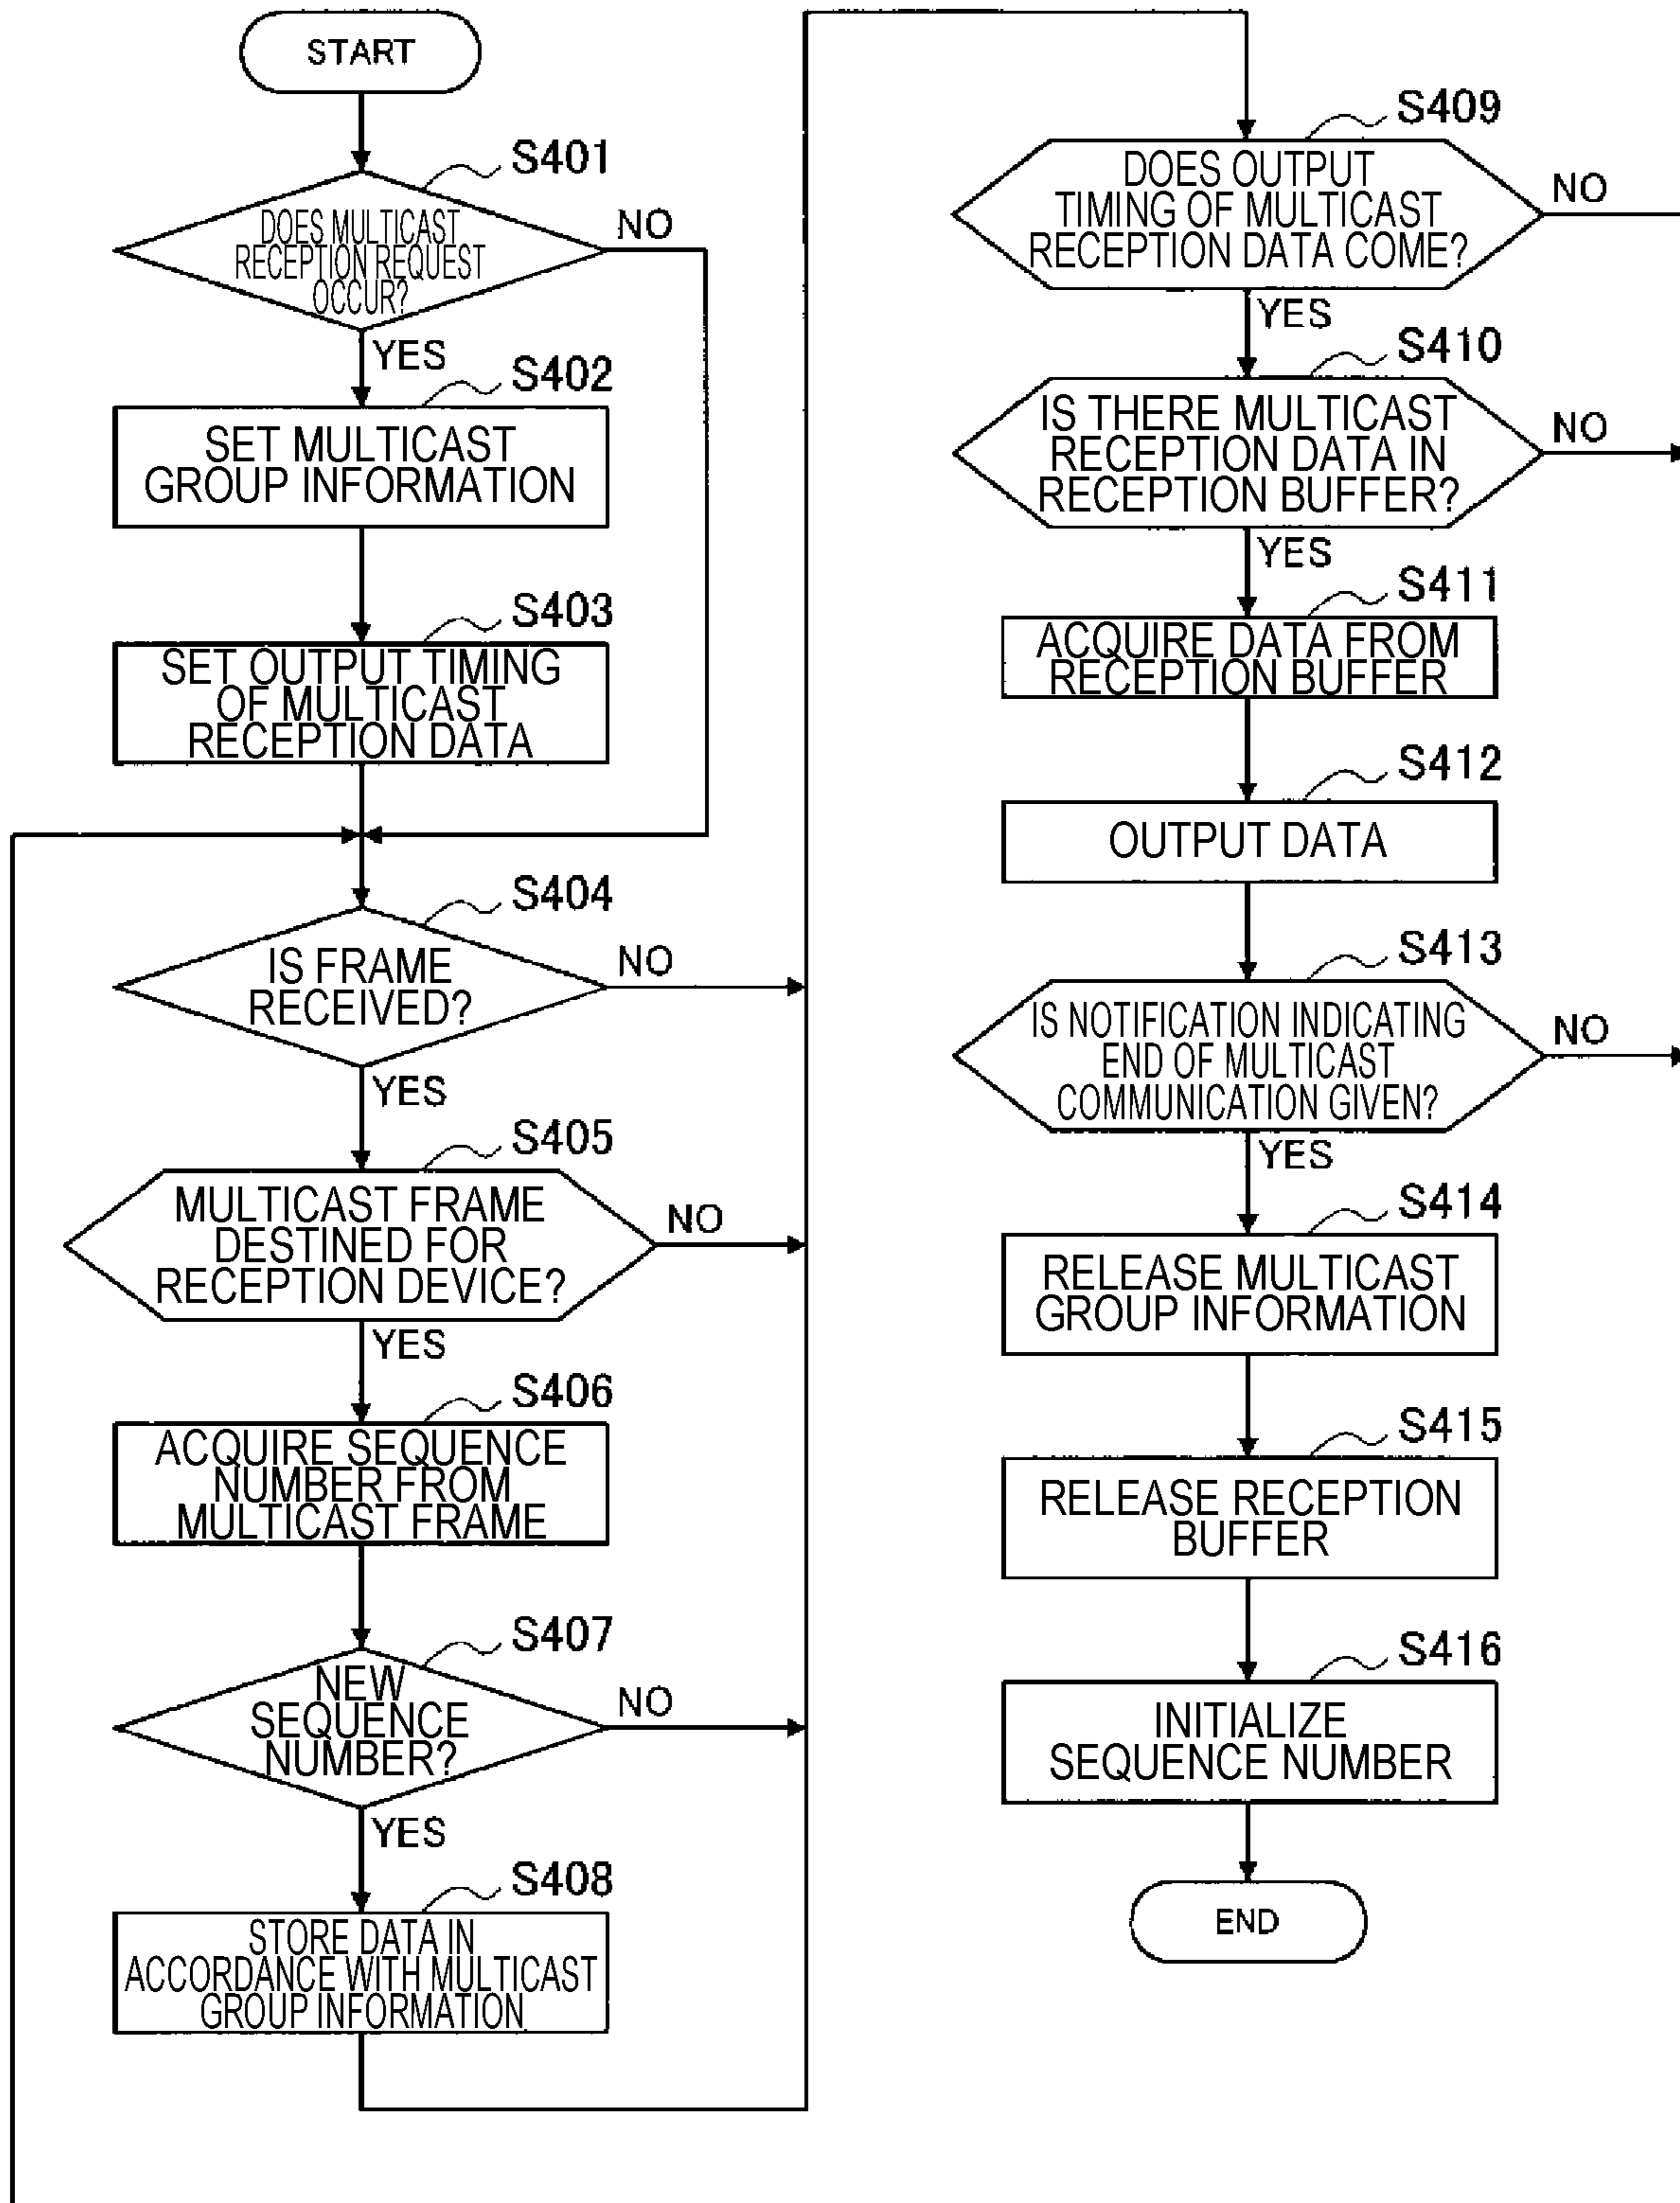 START
S401
DOES MULTICAST
RECEPTION REQUEST
OCCUR?
NO
YES
S402
SET MULTICAST
GROUP INFORMATION
S403
SET OUTPUT TIMING
OF MULTICAST
RECEPTION DATA
S404
IS FRAME
RECEIVED?
NO
YES
S405
MULTICAST FRAME
DESTINED FOR
RECEPTION DEVICE?
NO
YES
S406
ACQUIRE SEQUENCE
NUMBER FROM
MULTICAST FRAME
S407
NEW
SEQUENCE
NUMBER?
NO
YES
S408
STORE DATA IN
ACCORDANCE WITH MULTICAST
GROUP INFORMATION
S409
DOES OUTPUT
TIMING OF MULTICAST
RECEPTION DATA COME?
NO
YES
S410
IS THERE MULTICAST
RECEPTION DATA IN
RECEPTION BUFFER?
NO
YES
S411
ACQUIRE DATA FROM
RECEPTION BUFFER
S412
OUTPUT DATA
S413
IS NOTIFICATION INDICATING
END OF MULTICAST
COMMUNICATION GIVEN?
NO
YES
S414
RELEASE MULTICAST
GROUP INFORMATION
S415
RELEASE RECEPTION
BUFFER
S416
INITIALIZE
SEQUENCE NUMBER
END